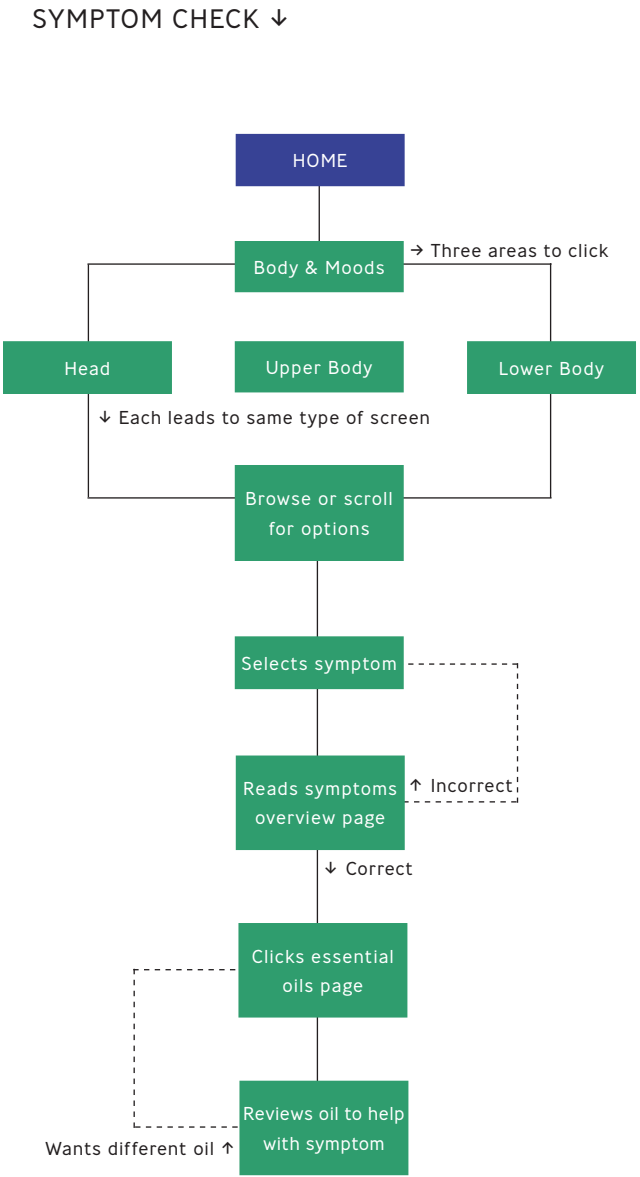 SYMPTOM CHECK ↓
HOME
Body & Moods
→ Three areas to click
Head
Upper Body
Lower Body
↓ Each leads to same type of screen
Browse or scroll
for options
Selects symptom
Reads symptoms
overview page
↑ Incorrect
↓ Correct
Clicks essential
oils page
Reviews oil to help
with symptom
Wants different oil ↑